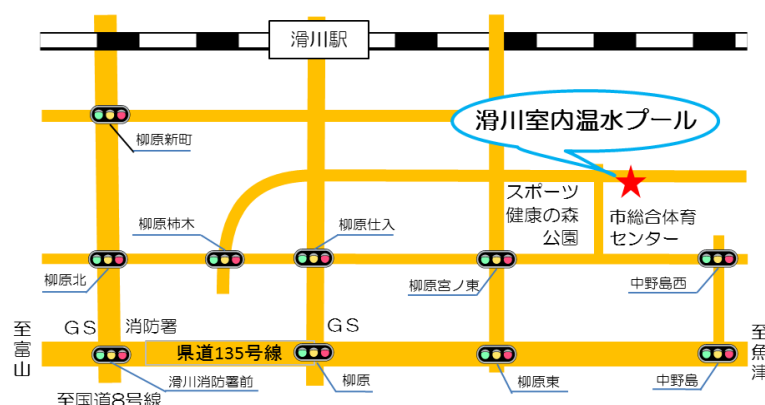 滑川駅
滑川室内温水プール
柳原新町
スポーツ
健康の森
公園
市総合体育
センター
柳原柿木
柳原仕入
柳原北
柳原宮ノ東
中野島西
至富山
GS
消防署
GS
県道135号線
至魚津
滑川消防署前
柳原
柳原東
中野島
至国道8号線